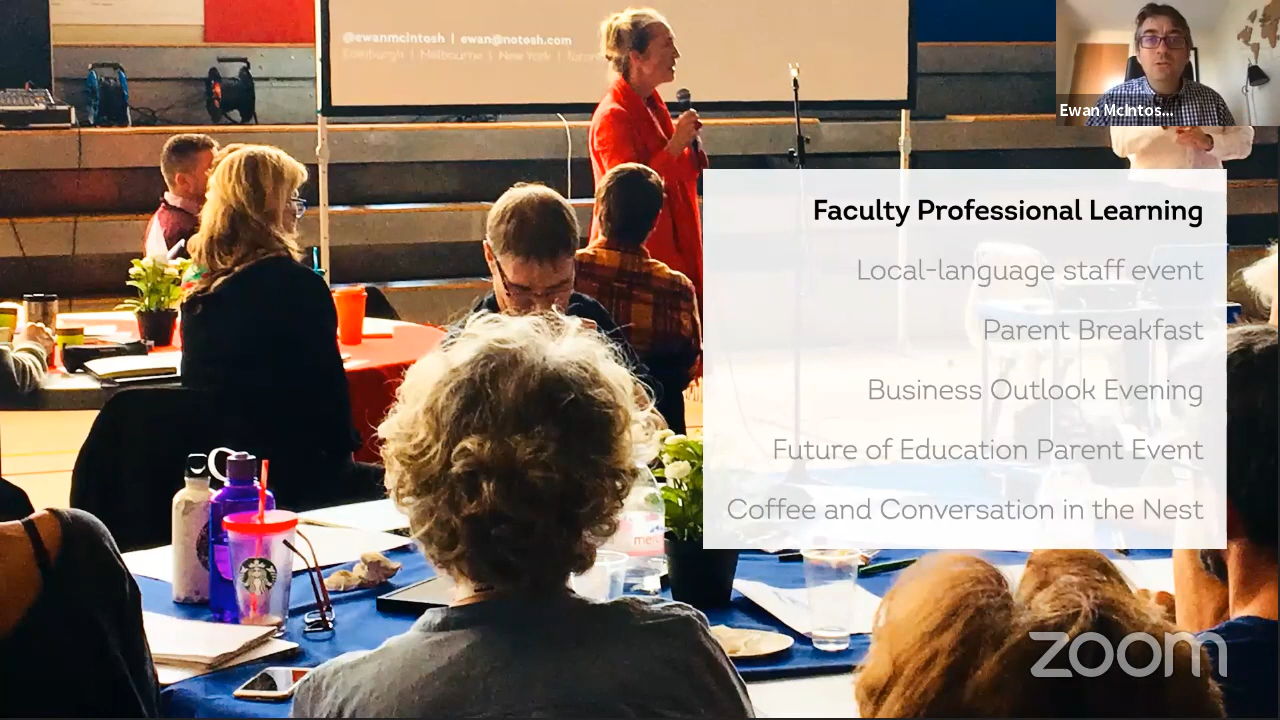 @ewanmcintosh | ewan@notosh.com
Edinburgh | Melbourne | New York |
Ewan McIntos...
Faculty Professional Learning
Local-language staff event
Parent Breakfast
Business Outlook Evening
Future of Education Parent Event
Coffee and Conversation in the Nest
zoom